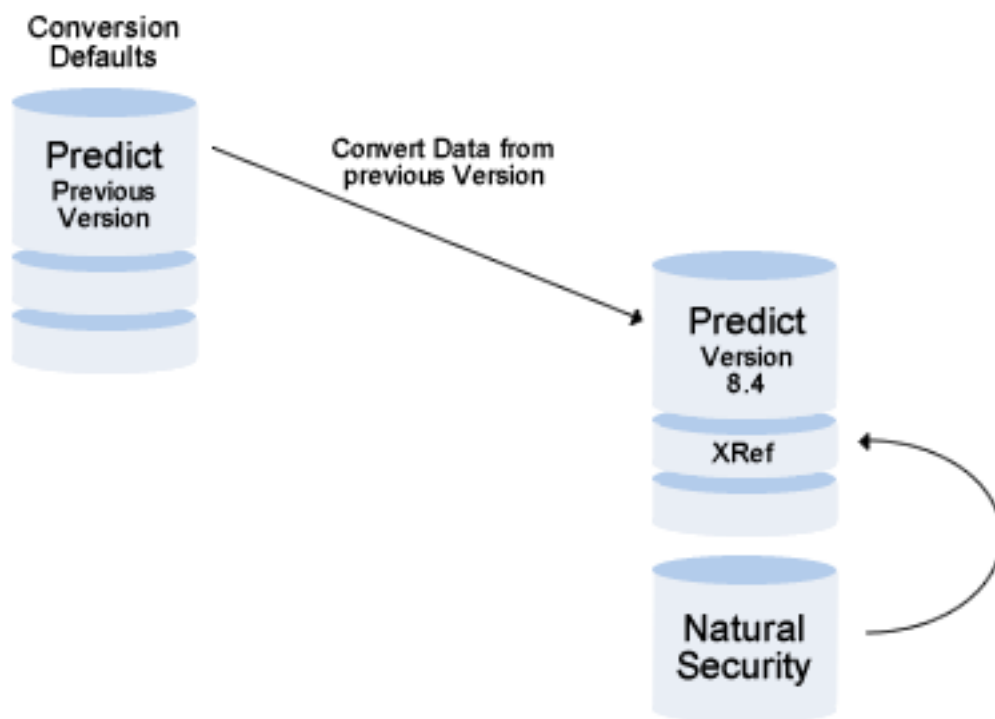 Conversion
Defaults
Predict
Previous
Version
Convert Data from
previous Version
Predict
Version
8.4
XRef
Natural
Security